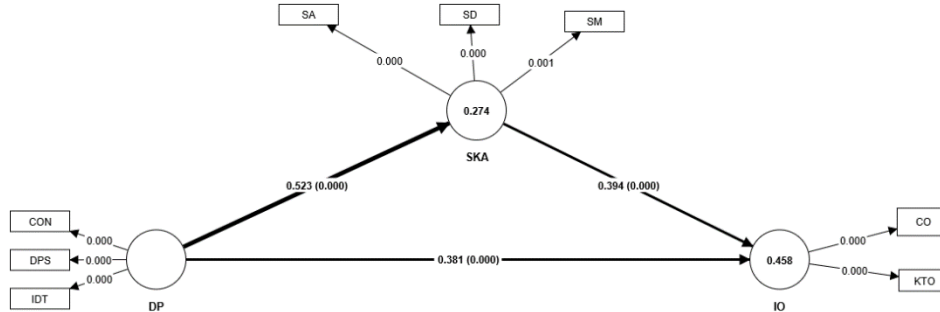 SA
SD
SM
0.000
0.000
0.001
0.274
SKA
0.523 (0.000)
0.394 (0.000)
CON
DPS
IDT
0.000
0.000
0.000
DP
0.381 (0.000)
0.458
IO
0.000
0.000
CO
KTO